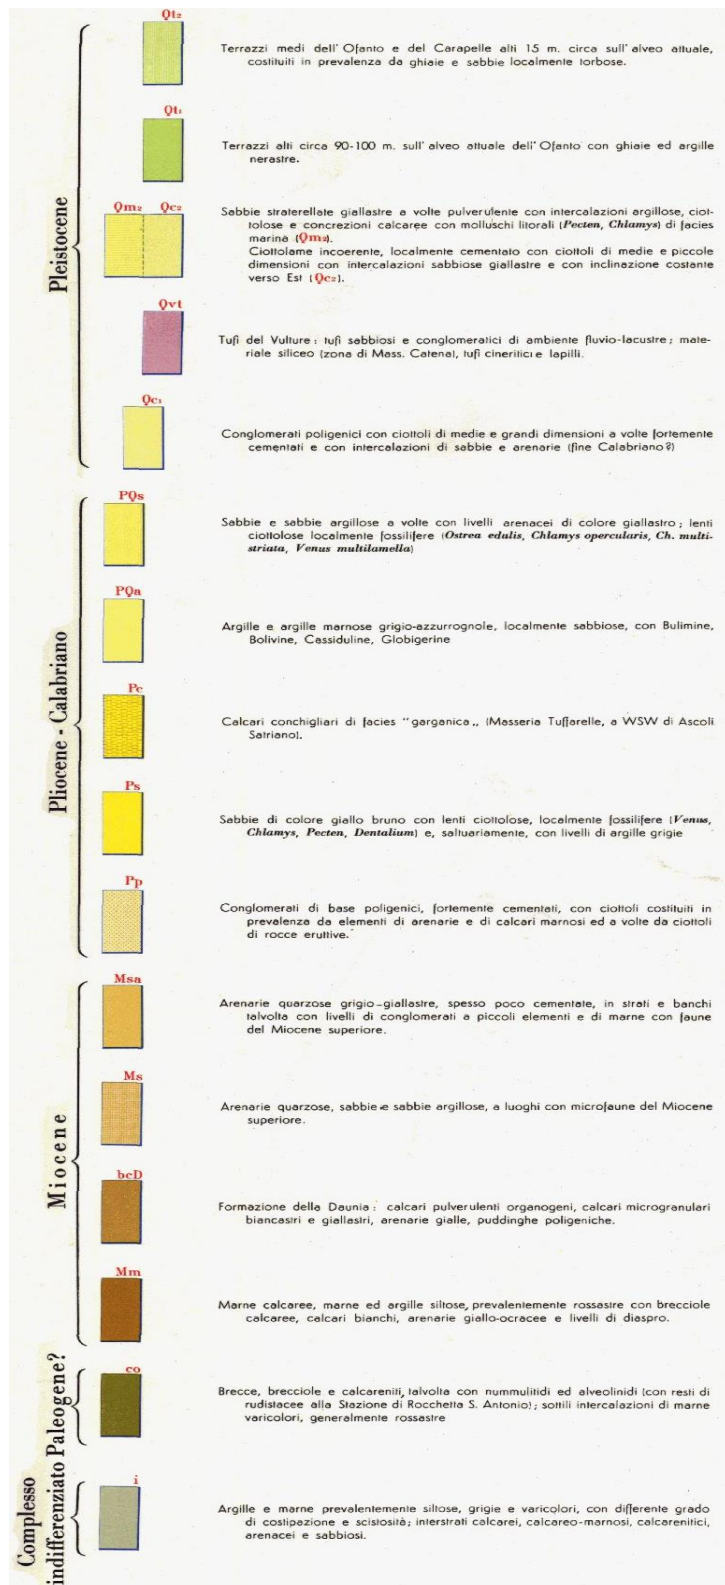 Qt₂
Terrazzi medi dell'Ofanto e del Carapelle alti 15 m. circa sull'alveo attuale,
costituiti in prevalenza da ghiaie e sabbie localmente torbose.
Qt₁
Terrazzi alti circa 90-100 m. sull'alveo attuale dell'Ofanto con ghiaie ed argille
nerastre.
Pleistocene
Qm₂ Qc₂
Sabbie straterellate giallastre a volte pulverulente con intercalazioni argillose, ciot-
tolose e concrezioni calcaree con molluschi litorali (Pecten, Chlamys) di facies
marina (Qm₂).
Ciottolame incoerente, localmente cementato con ciottoli di medie e piccole
dimensioni con intercalazioni sabbiose giallastre e con inclinazione costante
verso Est (Qc₂).
Qvt
Tufi del Vulture: tufi sabbiosi e conglomeratici di ambiente fluvio-lacustre; mate-
riale siliceo (zona di Mass. Catena), tufi cineritici e lapilli.
Qc₁
Conglomerati poligenici con ciottoli di medie e grandi dimensioni a volte fortemente
cementati e con intercalazioni di sabbie e arenarie (fine Calabriano?)
Pliocene - Calabriano
PQs
Sabbie e sabbie argillose a volte con livelli arenacei di colore giallastro; lenti
ciottolose localmente fossilifere (Ostrea edulis, Chlamys opercularis, Ch. multi-
striata, Venus multilamella)
PQa
Argille e argille marnose grigio-azzurrognole, localmente sabbiose, con Bulimine,
Bolivine, Cassiduline, Globigerine
Pc
Calcari conchigliari di facies "garganica„ (Masseria Tuffarelle, a WSW di Ascoli
Satriano).
Ps
Sabbie di colore giallo bruno con lenti ciottolose, localmente fossilifere (Venus,
Chlamys, Pecten, Dentalium) e, saltuariamente, con livelli di argille grigie
Pp
Conglomerati di base poligenici, fortemente cementati, con ciottoli costituiti in
prevalenza da elementi di arenarie e di calcari marnosi ed a volte da ciottoli
di rocce eruttive.
Miocene
Msa
Arenarie quarzose grigio-giallastre, spesso poco cementate, in strati e banchi
talvolta con livelli di conglomerati a piccoli elementi e di marne con faune
del Miocene superiore.
Ms
Arenarie quarzose, sabbie e sabbie argillose, a luoghi con microfaune del Miocene
superiore.
bcD
Formazione della Daunia: calcari pulverulenti organogeni, calcari microgranulari
biancastri e giallastri, arenarie gialle, puddinghe poligeniche.
Mm
Marne calcaree, marne ed argille siltose, prevalentemente rossastre con brecciole
calcaree, calcari bianchi, arenarie giallo-ocracee e livelli di diaspro.
Paleogene?
co
Brecce, brecciole e calcareniti, talvolta con nummulitidi ed alveolinidi (con resti di
rudistacee alla Stazione di Rocchetta S. Antonio); sottili intercalazioni di marne
varicolori, generalmente rossastre
Complesso
indifferenziato
i
Argille e marne prevalentemente siltose, grigie e varicolori, con differente grado
di costipazione e scistosità; interstrati calcarei, calcareo-marnosi, calcarenitici,
arenacei e sabbiosi.